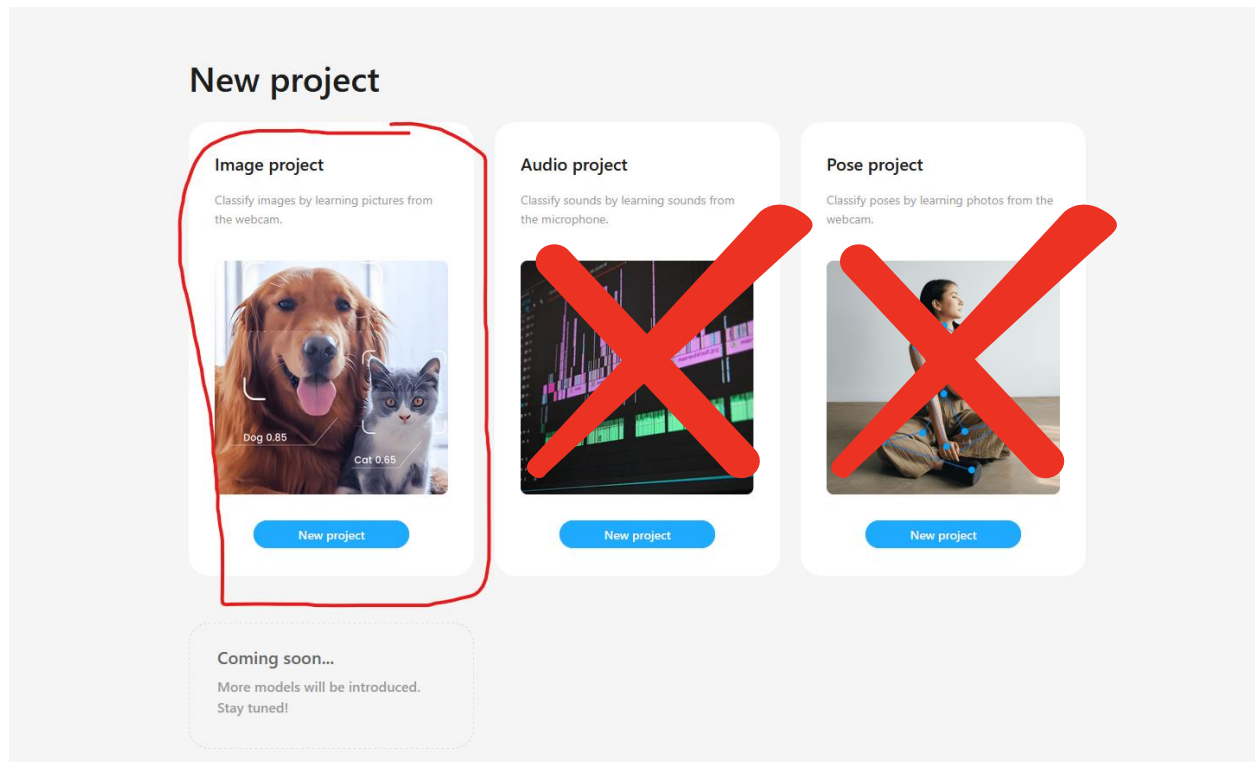 New project
Image project
Classify images by learning pictures from
the webcam.
Dog 0.85
Cat 0.65
New project
Audio project
Classify sounds by learning sounds from
the microphone.
New project
Pose project
Classify poses by learning photos from the
webcam.
New project
Coming soon...
More models will be introduced.
Stay tuned!